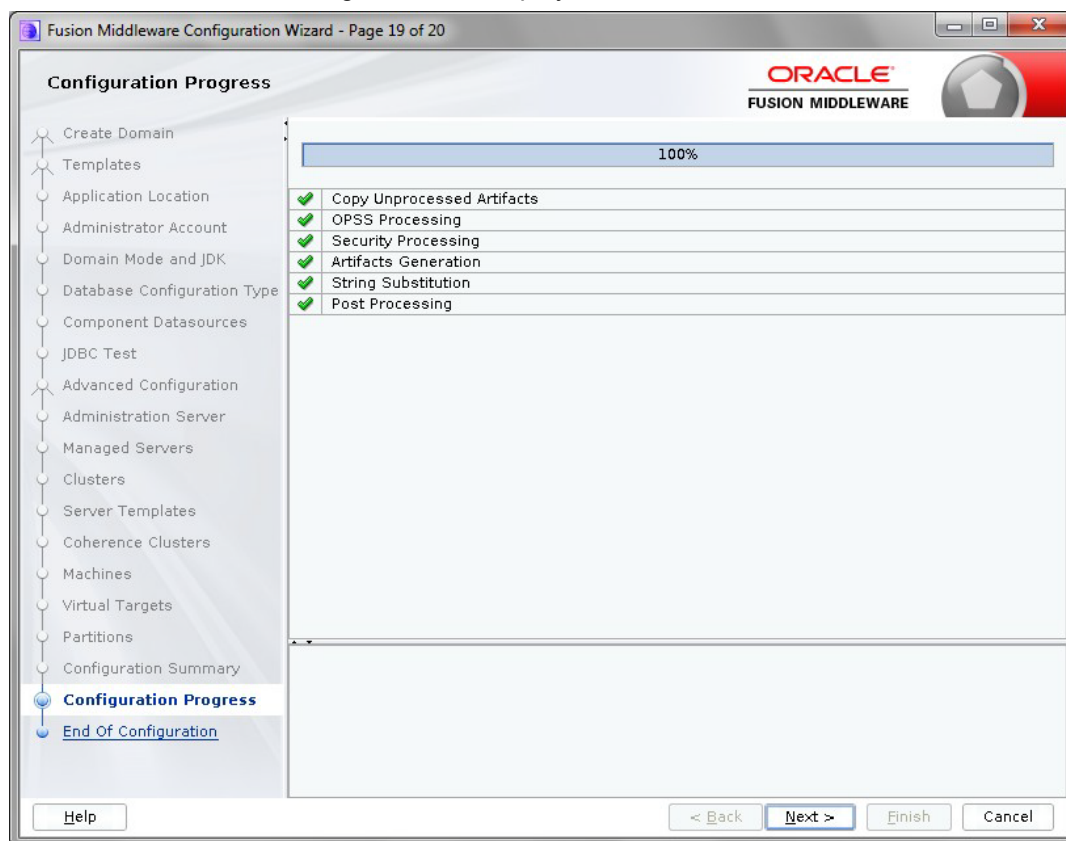 Fusion Middleware Configuration Wizard - Page 19 of 20
Configuration Progress
ORACLE®
FUSION MIDDLEWARE
Create Domain
Templates
Application Location
Administrator Account
Domain Mode and JDK
Database Configuration Type
Component Datasources
JDBC Test
Advanced Configuration
Administration Server
Managed Servers
Clusters
Server Templates
Coherence Clusters
Machines
Virtual Targets
Partitions
Configuration Summary
Configuration Progress
End Of Configuration
100%
Copy Unprocessed Artifacts
OPSS Processing
Security Processing
Artifacts Generation
String Substitution
Post Processing
Help
< Back
Next >
Finish
Cancel